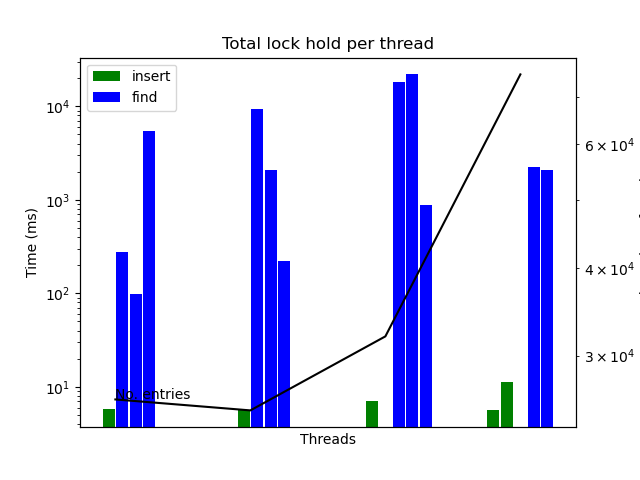 Total lock hold per thread
insert
find
10⁴
10³
10²
10¹
Time (ms)
No. entries
6 × 10⁴
4 × 10⁴
3 × 10⁴
Threads